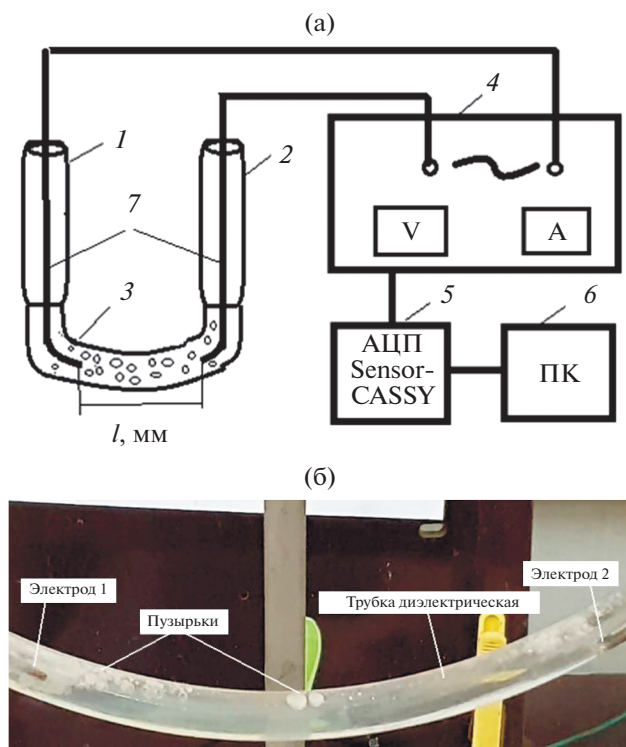 (а)
1
2
4
7
V
A
3
5
6
АЦП
Sensor-
CASSY
ПК
l, мм
(б)
Электрод 1
Пузырьки
Трубка диэлектрическая
Электрод 2